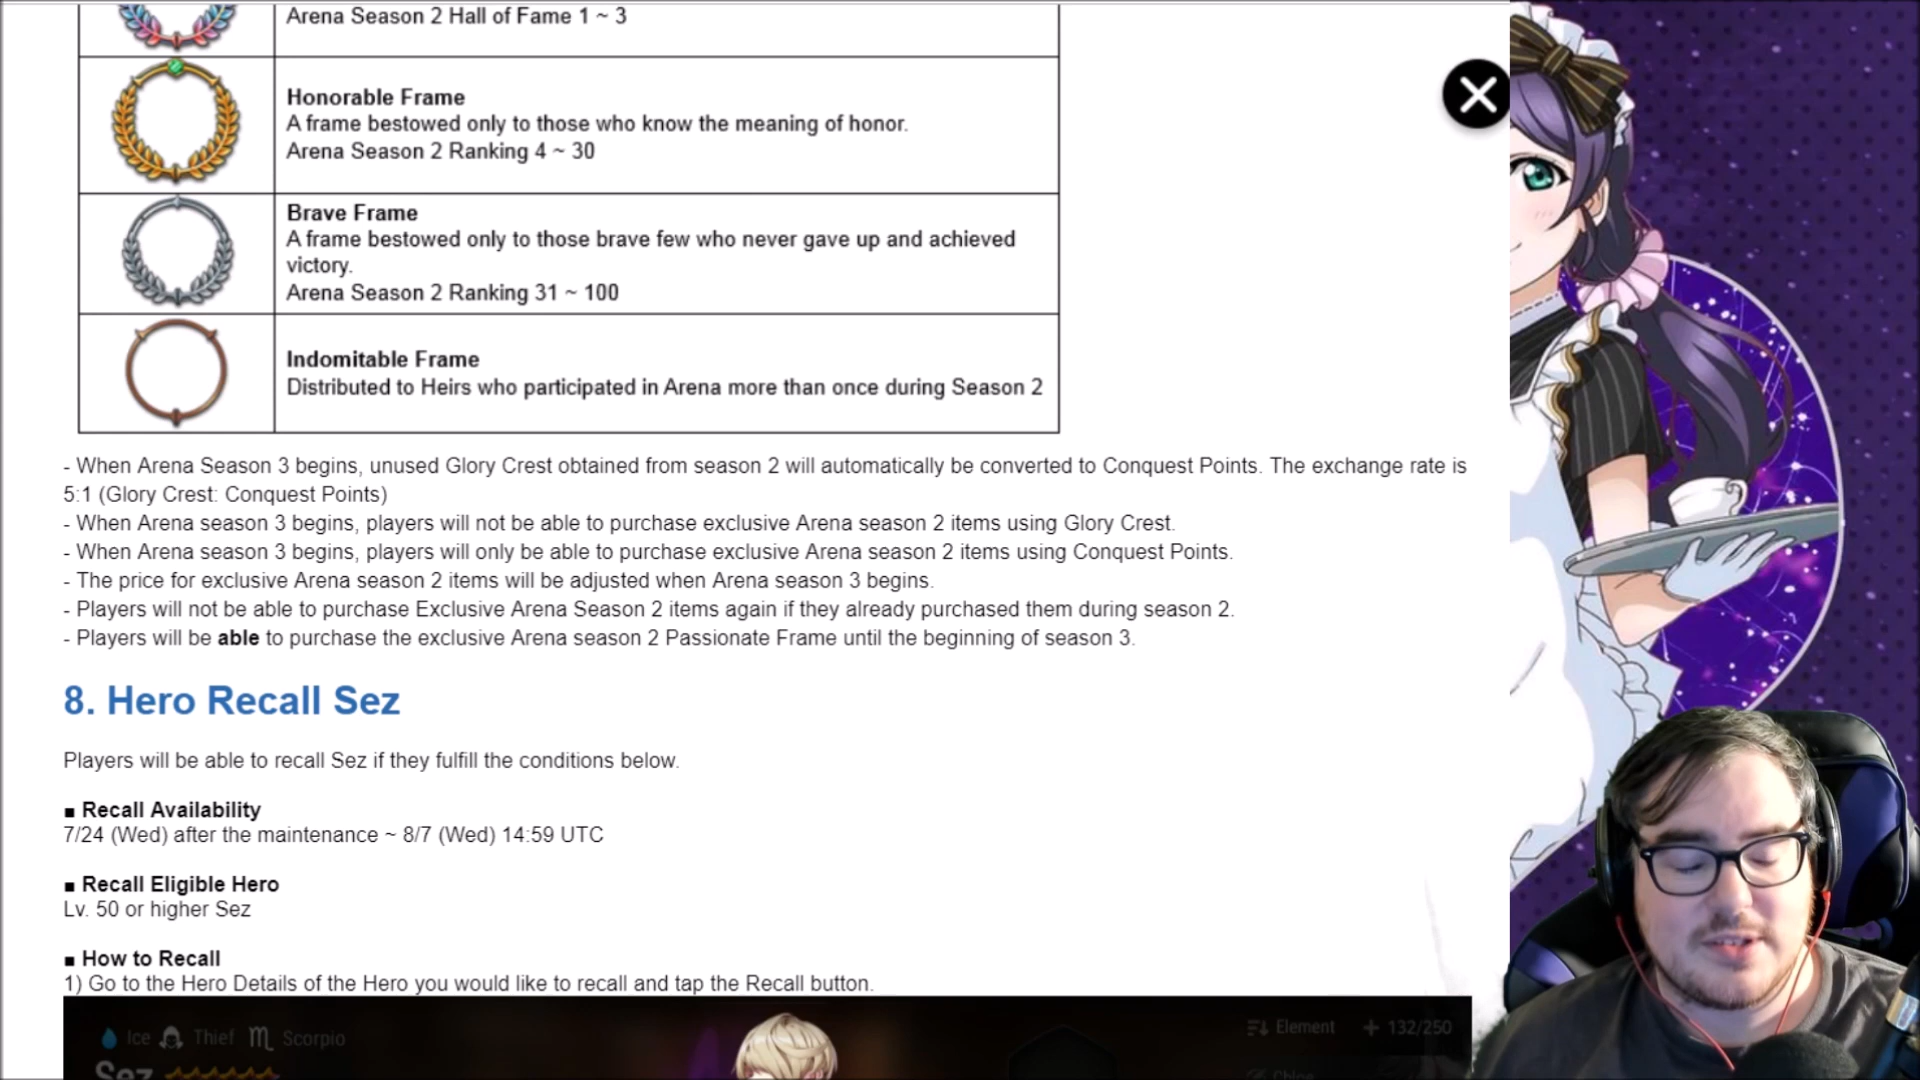 Arena Season 2 Hall of Fame 1 ~ 3
Honorable Frame
A frame bestowed only to those who know the meaning of honor.
Arena Season 2 Ranking 4 ~ 30
Brave Frame
A frame bestowed only to those brave few who never gave up and achieved
victory.
Arena Season 2 Ranking 31 ~ 100
Indomitable Frame
Distributed to Heirs who participated in Arena more than once during Season 2
- When Arena Season 3 begins, unused Glory Crest obtained from season 2 will automatically be converted to Conquest Points. The exchange rate is
5:1 (Glory Crest: Conquest Points)
- When Arena season 3 begins, players will not be able to purchase exclusive Arena season 2 items using Glory Crest.
- When Arena season 3 begins, players will only be able to purchase exclusive Arena season 2 items using Conquest Points.
- The price for exclusive Arena season 2 items will be adjusted when Arena season 3 begins.
- Players will not be able to purchase Exclusive Arena Season 2 items again if they already purchased them during season 2.
- Players will be able to purchase the exclusive Arena season 2 Passionate Frame until the beginning of season 3.
8. Hero Recall Sez
Players will be able to recall Sez if they fulfill the conditions below.
■ Recall Availability
7/24 (Wed) after the maintenance ~ 8/7 (Wed) 14:59 UTC
■ Recall Eligible Hero
Lv. 50 or higher Sez
■ How to Recall
1) Go to the Hero Details of the Hero you would like to recall and tap the Recall button.
Ice Thief Scorpio
Element + 132/250
Sez
Chloe